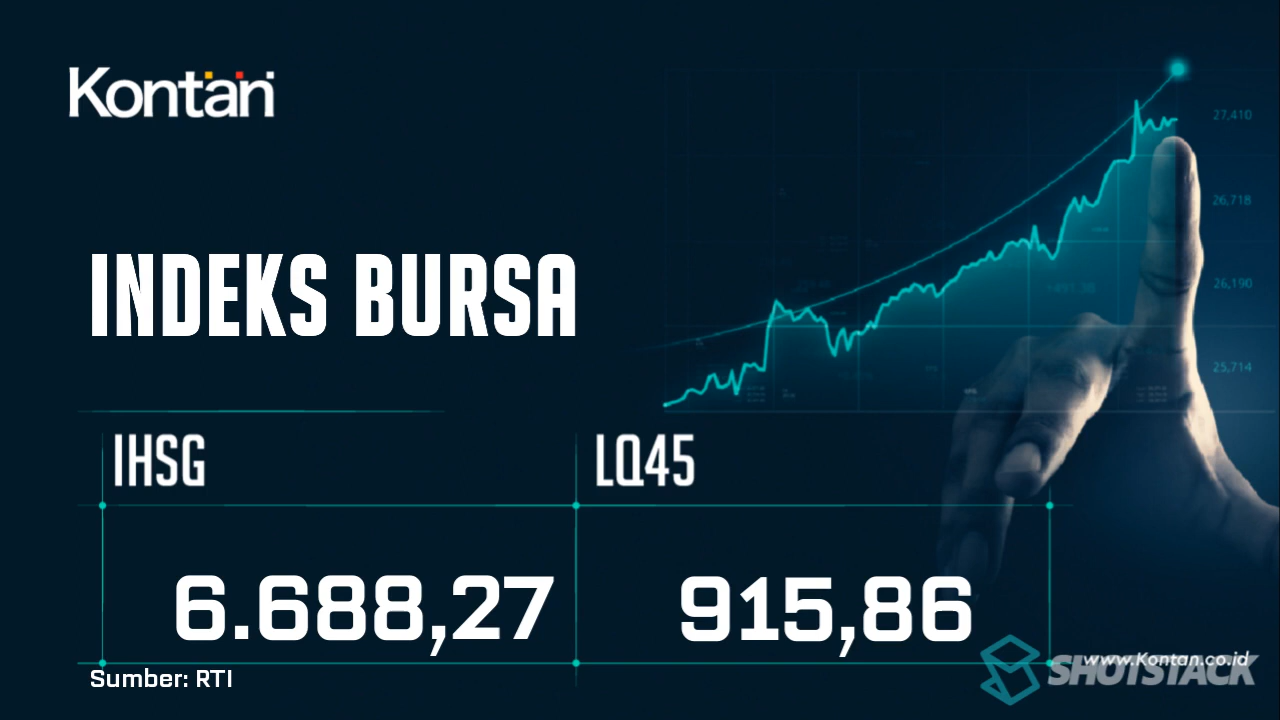 Kontan
27,410
26,718
INDEKS BURSA
26,190
25,714
IHSG
LQ45
6.688,27
915,86
www.Kontan.co.id
SHOTSTACK
Sumber: RTI